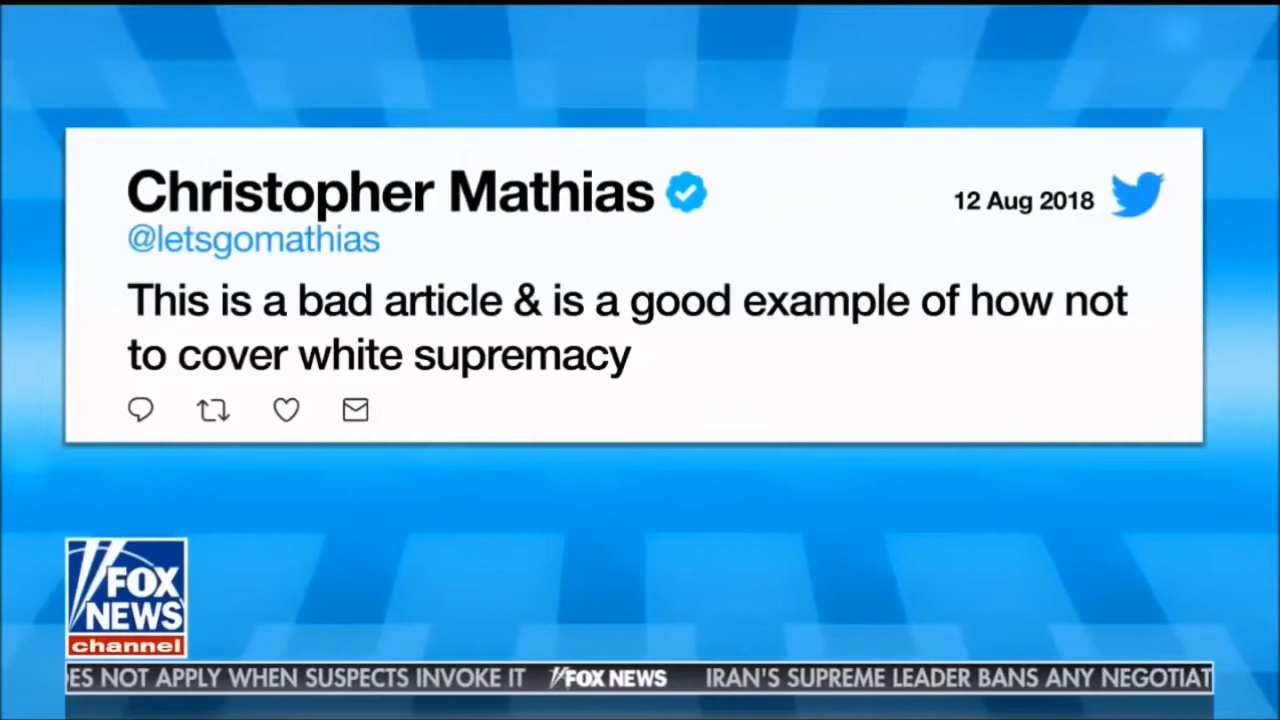 Christopher Mathias
12 Aug 2018
@letsgomathias
This is a bad article & is a good example of how not
to cover white supremacy
FOX
NEWS
channel
ES NOT APPLY WHEN SUSPECTS INVOKE IT FOX NEWS IRAN'S SUPREME LEADER BANS ANY NEGOTIAT